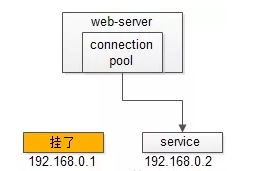 web-server
connection
pool
挂了
service
192.168.0.1
192.168.0.2